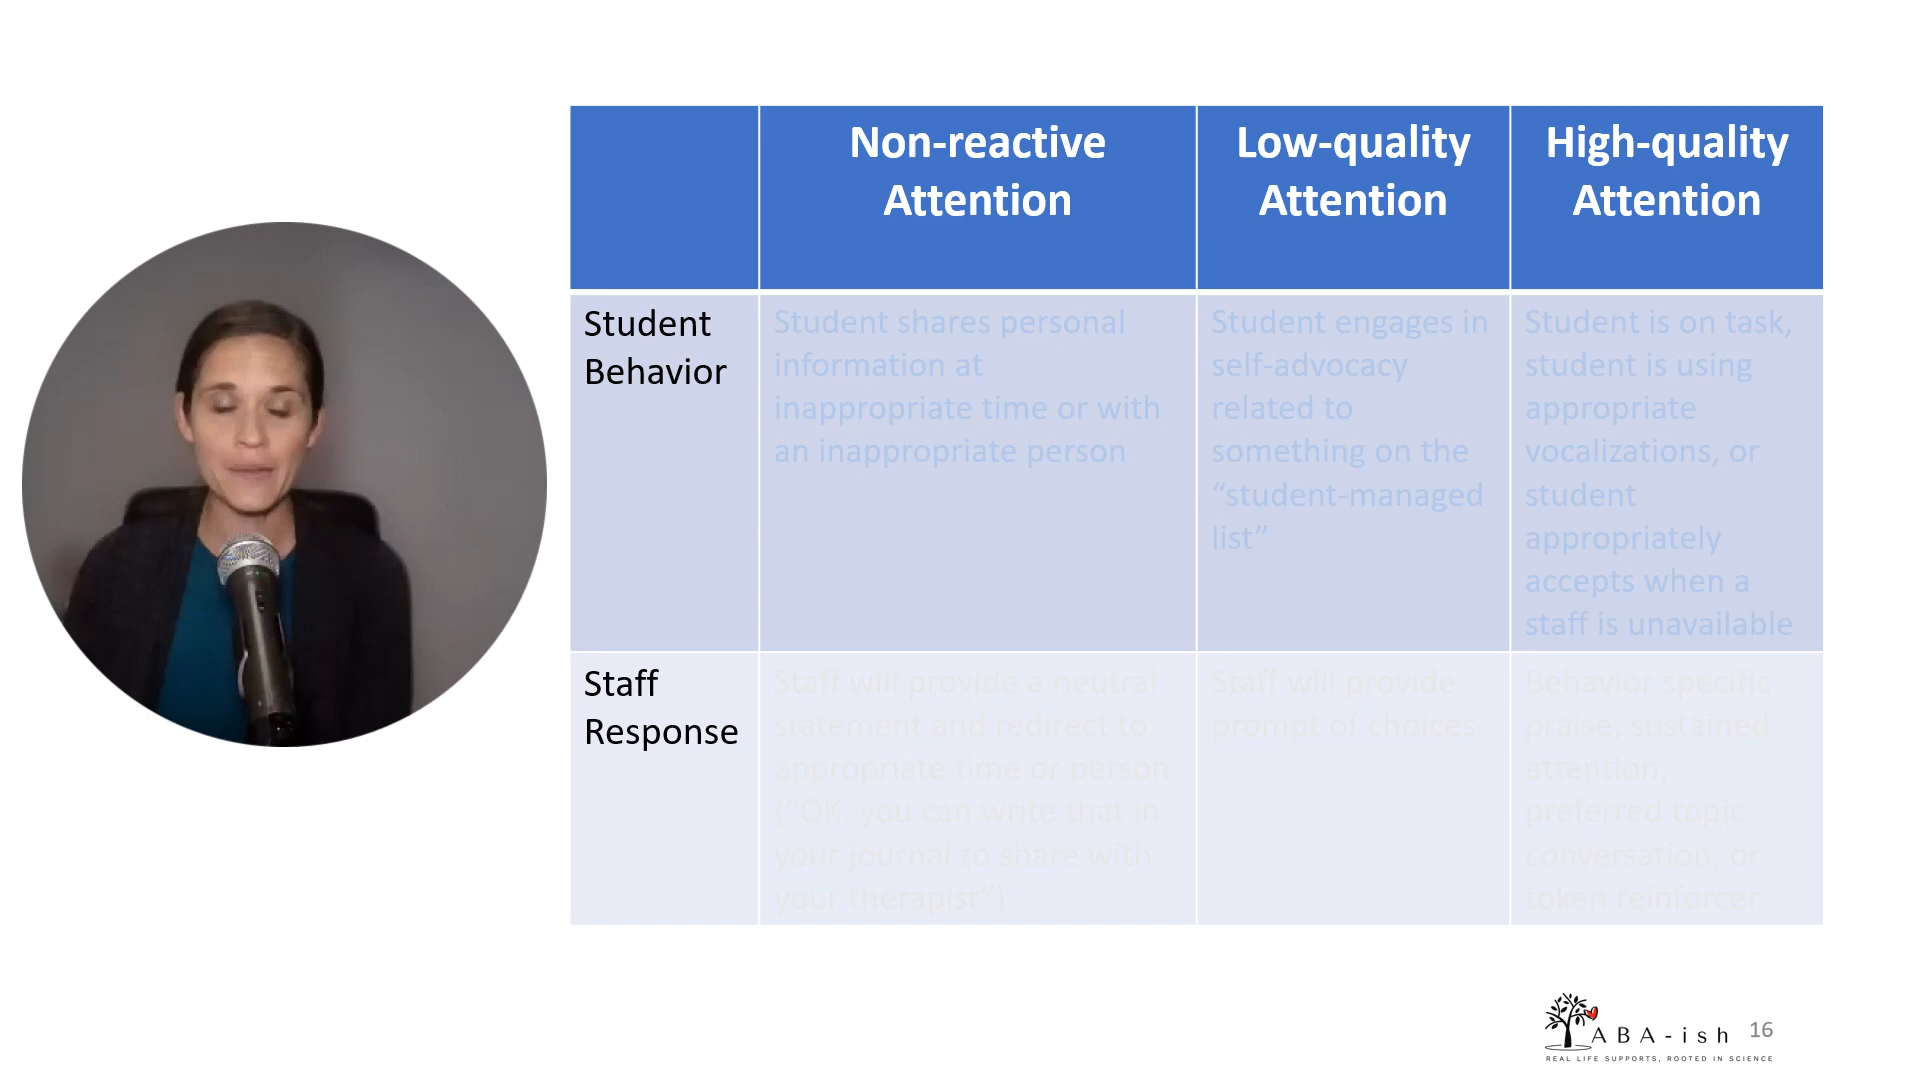 Non-reactive
Attention
Low-quality
Attention
High-quality
Attention
Student
Behavior
Student shares personal
information at
inappropriate time or with
an inappropriate person
Student engages in
self-advocacy
related to
something on the
“student-managed
list”
Student is on task,
student is using
appropriate
vocalizations, or
student
appropriately
accepts when a
staff is unavailable
Staff
Response
Staff will provide a neutral
statement and redirect to
appropriate time or person
(“OK, you can write that in
your journal to share with
your therapist”)
Staff will provide
prompt of choices
Behavior specific
praise, sustained
attention,
preferred topic
conversation, or
token reinforcer
ABA-ish
REAL LIFE SUPPORTS, ROOTED IN SCIENCE
16